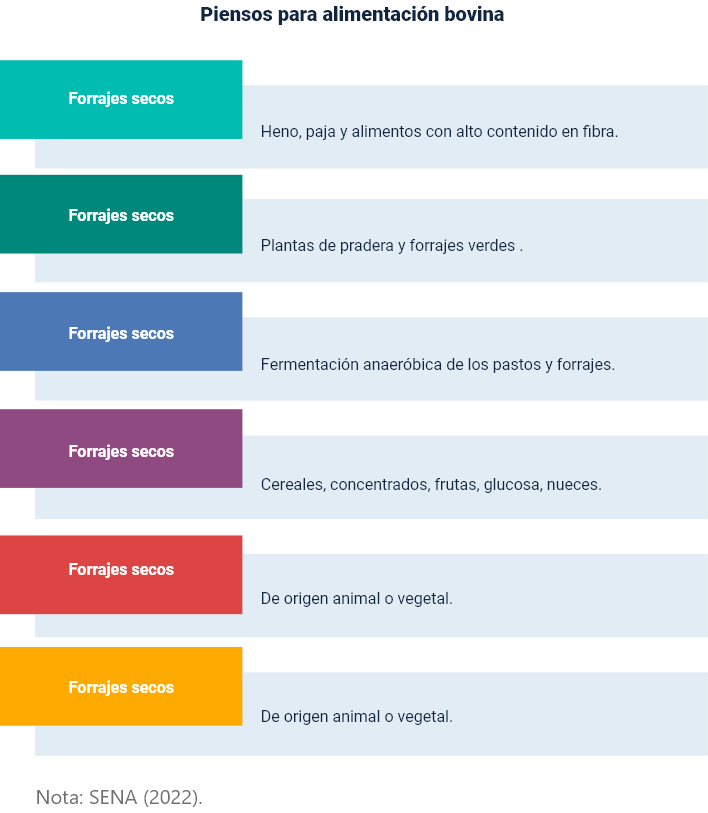 Piensos para alimentación bovina
Forrajes secos
Heno, paja y alimentos con alto contenido en fibra.
Forrajes secos
Plantas de pradera y forrajes verdes .
Forrajes secos
Fermentación anaeróbica de los pastos y forrajes.
Forrajes secos
Cereales, concentrados, frutas, glucosa, nueces.
Forrajes secos
De origen animal o vegetal.
Forrajes secos
De origen animal o vegetal.
Nota: SENA (2022).